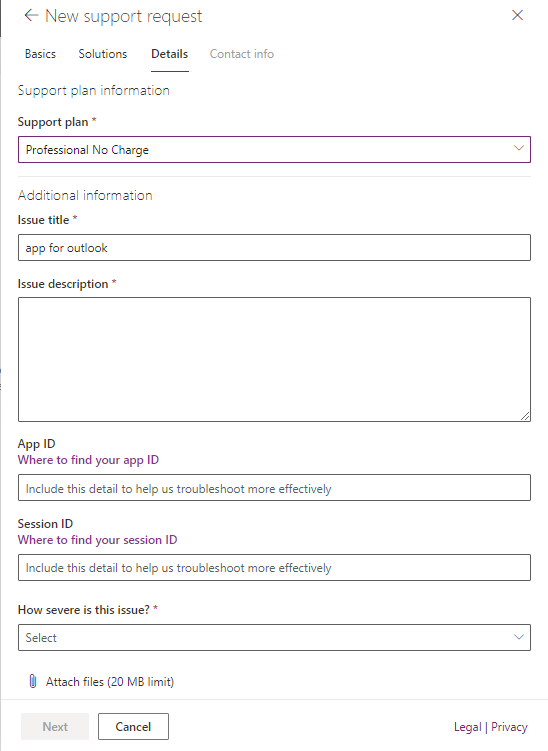 New support request
Basics Solutions Details Contact info
Support plan information
Support plan *
Professional No Charge
Additional information
Issue title *
app for outlook
Issue description *
App ID
Where to find your app ID
Include this detail to help us troubleshoot more effectively
Session ID
Where to find your session ID
Include this detail to help us troubleshoot more effectively
How severe is this issue? *
Select
Attach files (20 MB limit)
Next Cancel Legal | Privacy